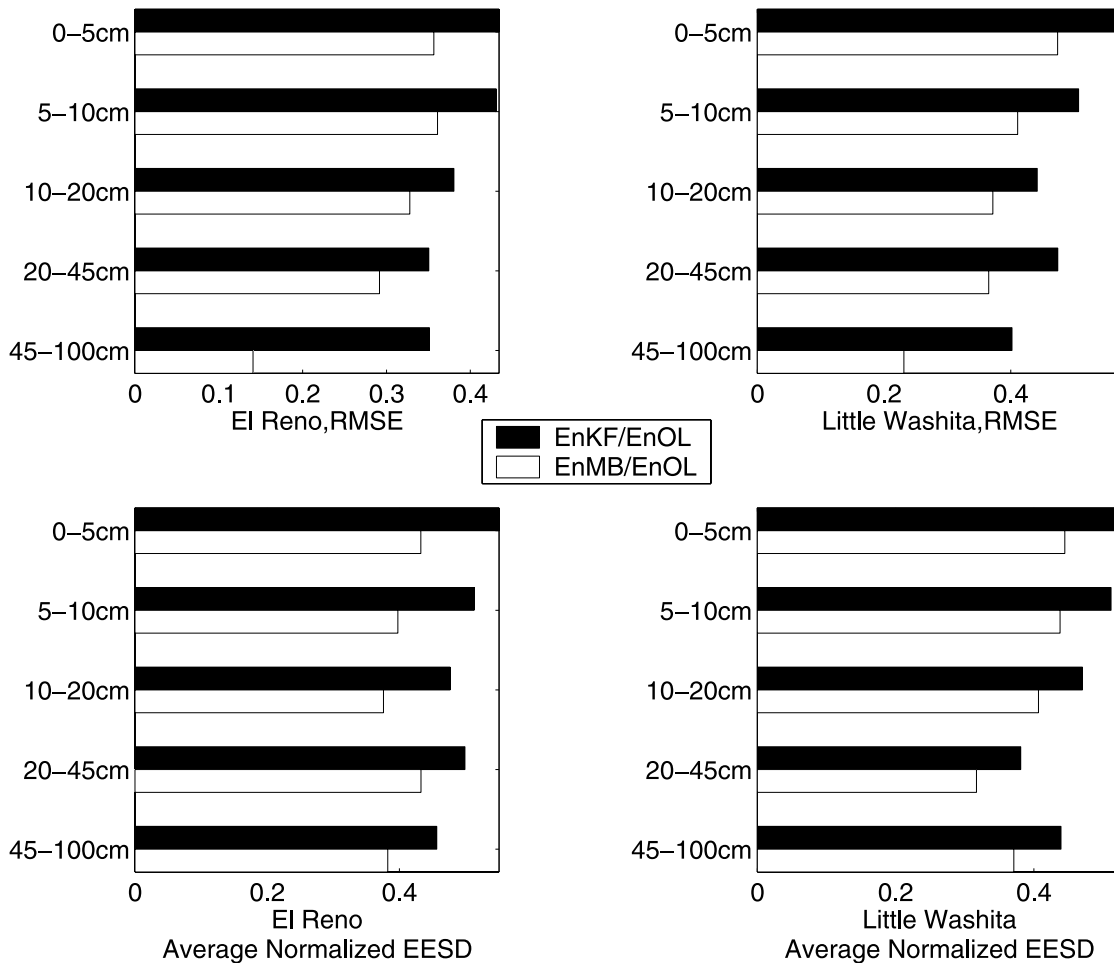 0–5cm
5–10cm
10–20cm
20–45cm
45–100cm
0 0.1 0.2 0.3 0.4
El Reno,RMSE
0–5cm
5–10cm
10–20cm
20–45cm
45–100cm
0 0.2 0.4
Little Washita,RMSE
EnKF/EnOL
EnMB/EnOL
0–5cm
5–10cm
10–20cm
20–45cm
45–100cm
0 0.2 0.4
El Reno
Average Normalized EESD
0–5cm
5–10cm
10–20cm
20–45cm
45–100cm
0 0.2 0.4
Little Washita
Average Normalized EESD